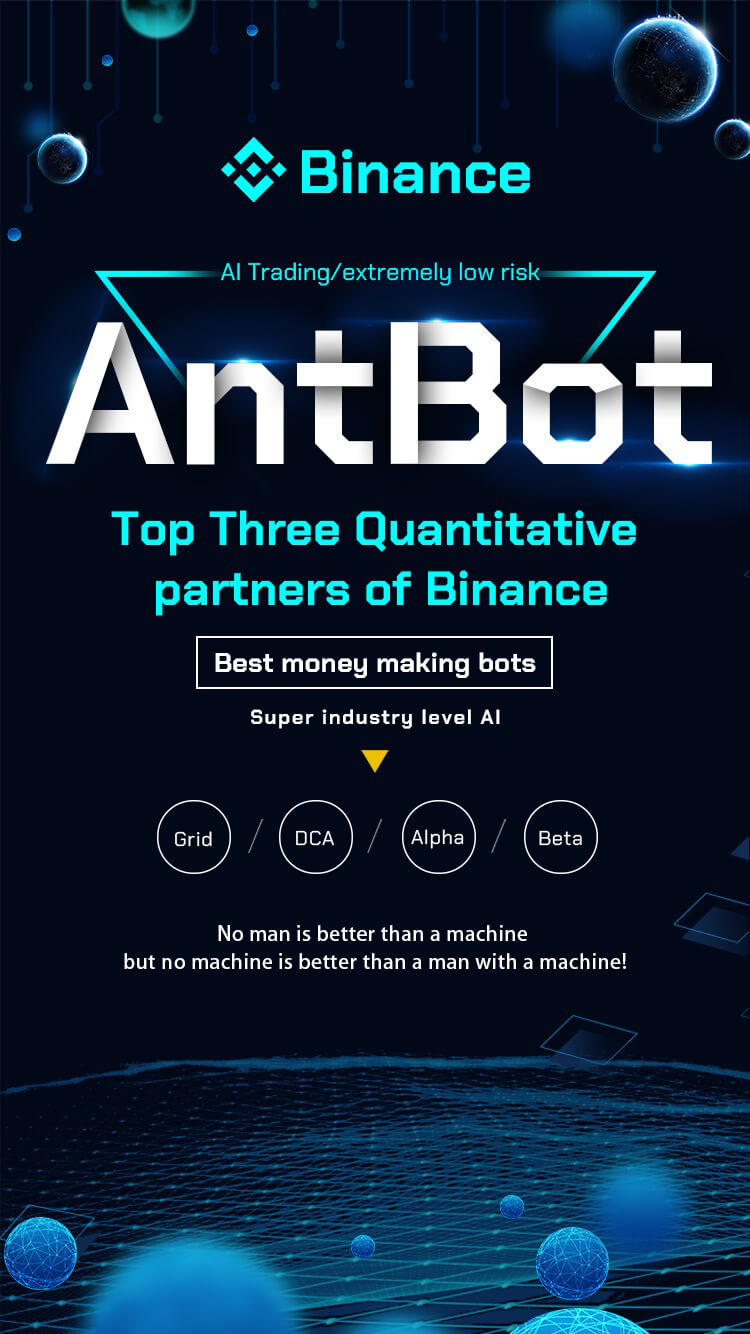 Binance
AI Trading/extremely low risk
AntBot
Top Three Quantitative
partners of Binance
Best money making bots
Super industry level AI
Grid / DCA / Alpha / Beta
No man is better than a machine
but no machine is better than a man with a machine!